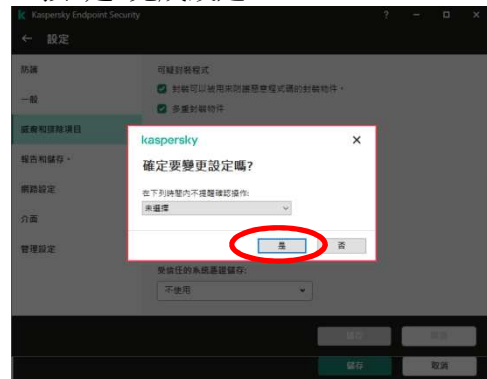 Kaspersky Endpoint Security
設定
防護
一般
威脅和排除項目
報告和儲存
網路設定
介面
管理設定
可疑封裝程式
封裝可以被用來防護惡意程式碼的封裝物件。
多重封裝物件
kaspersky
確定要變更設定嗎?
在下列時間內不提醒確認操作:
未選擇
是
否
受信任的系統憑證儲存:
不使用
儲存
取消
儲存
取消